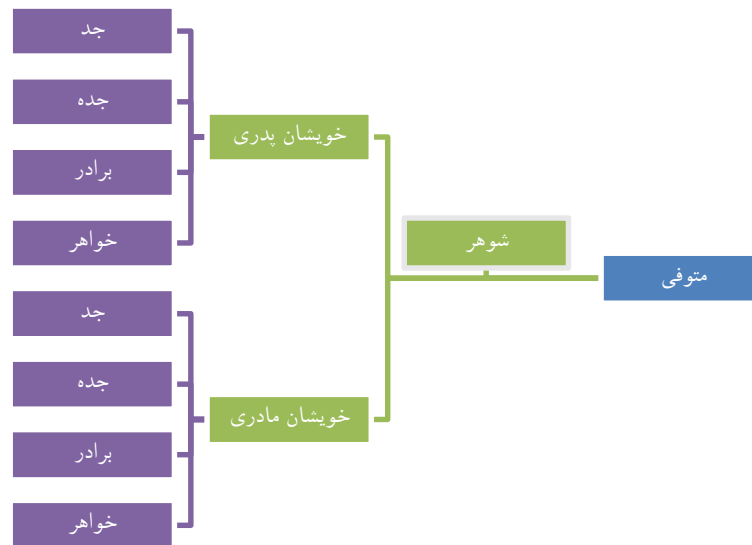 متوفی
شوهر
خویشان پدری
جد
جده
برادر
خواهر
خویشان مادری
جد
جده
برادر
خواهر